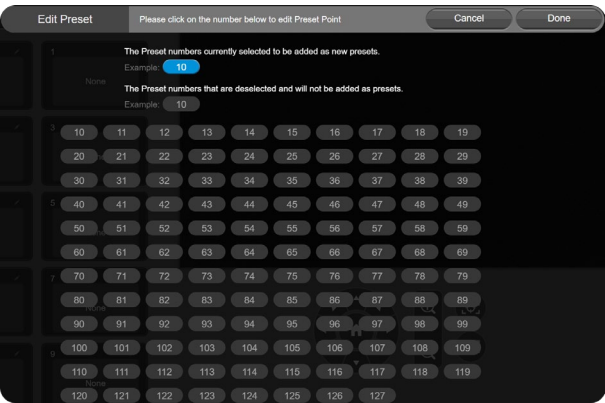 Edit Preset Please click on the number below to edit Preset Point Cancel Done
The Preset numbers currently selected to be added as new presets.
Example: 10
The Preset numbers that are deselected and will not be added as presets.
Example: 10
1
None
3
5
7
None
9
None
10 11 12 13 14 15 16 17 18 19
20 21 22 23 24 25 26 27 28 29
30 31 32 33 34 35 36 37 38 39
40 41 42 43 44 45 46 47 48 49
50 51 52 53 54 55 56 57 58 59
60 61 62 63 64 65 66 67 68 69
70 71 72 73 74 75 76 77 78 79
80 81 82 83 84 85 86 87 88 89
90 91 92 93 94 95 96 97 98 99
100 101 102 103 104 105 106 107 108 109
110 111 112 113 114 115 116 117 118 119
120 121 122 123 124 125 126 127